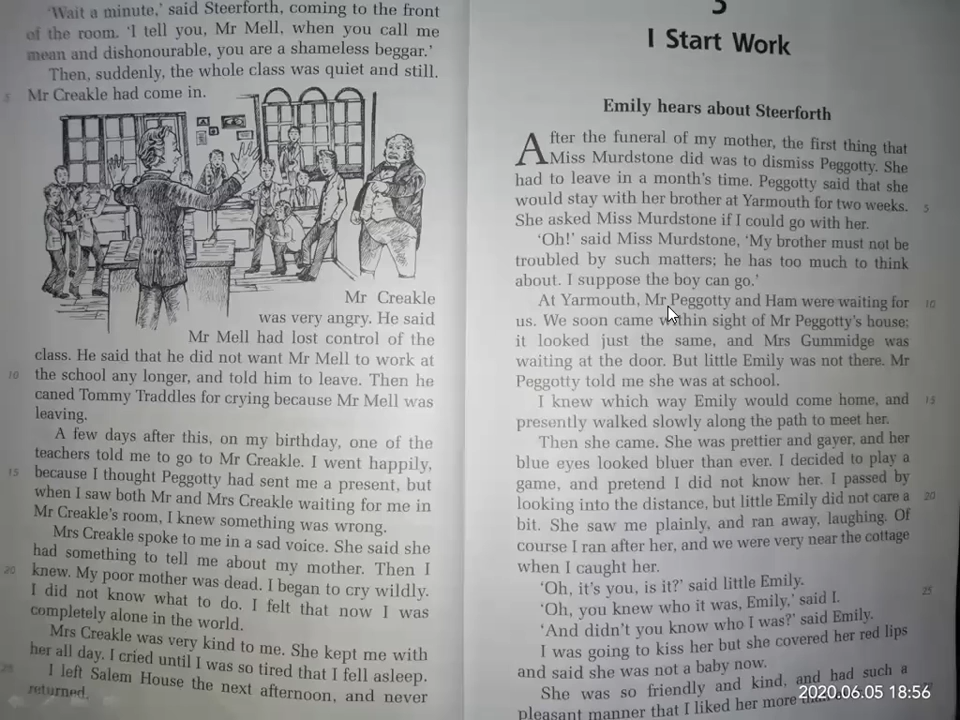 'Wait a minute,' said Steerforth, coming to the front
of the room. 'I tell you, Mr Mell, when you call me
mean and dishonourable, you are a shameless beggar.'
Then, suddenly, the whole class was quiet and still.
5 Mr Creakle had come in.
Mr Creakle
was very angry. He said
Mr Mell had lost control of the
class. He said that he did not want Mr Mell to work at
10 the school any longer, and told him to leave. Then he
caned Tommy Traddles for crying because Mr Mell was
leaving.
A few days after this, on my birthday, one of the
teachers told me to go to Mr Creakle. I went happily,
15 because I thought Peggotty had sent me a present, but
when I saw both Mr and Mrs Creakle waiting for me in
Mr Creakle's room, I knew something was wrong.
Mrs Creakle spoke to me in a sad voice. She said she
had something to tell me about my mother. Then I
20 knew. My poor mother was dead. I began to cry wildly.
I did not know what to do. I felt that now I was
completely alone in the world.
Mrs Creakle was very kind to me. She kept me with
her all day. I cried until I was so tired that I fell asleep.
25 I left Salem House the next afternoon, and never
returned.
3
I Start Work
Emily hears about Steerforth
After the funeral of my mother, the first thing that
Miss Murdstone did was to dismiss Peggotty. She
had to leave in a month's time. Peggotty said that she
would stay with her brother at Yarmouth for two weeks.
She asked Miss Murdstone if I could go with her. 5
'Oh!' said Miss Murdstone, 'My brother must not be
troubled by such matters; he has too much to think
about. I suppose the boy can go.'
At Yarmouth, Mr Peggotty and Ham were waiting for 10
us. We soon came within sight of Mr Peggotty's house;
it looked just the same, and Mrs Gummidge was
waiting at the door. But little Emily was not there. Mr
Peggotty told me she was at school.
I knew which way Emily would come home, and 15
presently walked slowly along the path to meet her.
Then she came. She was prettier and gayer, and her
blue eyes looked bluer than ever. I decided to play a
game, and pretend I did not know her. I passed by
looking into the distance, but little Emily did not care a 20
bit. She saw me plainly, and ran away, laughing. Of
course I ran after her, and we were very near the cottage
when I caught her.
'Oh, it's you, is it?' said little Emily. 25
'Oh, you knew who it was, Emily,' said I.
'And didn't you know who I was?' said Emily.
I was going to kiss her but she covered her red lips
and said she was not a baby now.
She was so friendly and kind, and had such a
pleasant manner that I liked her more
2020.06.05 18:56